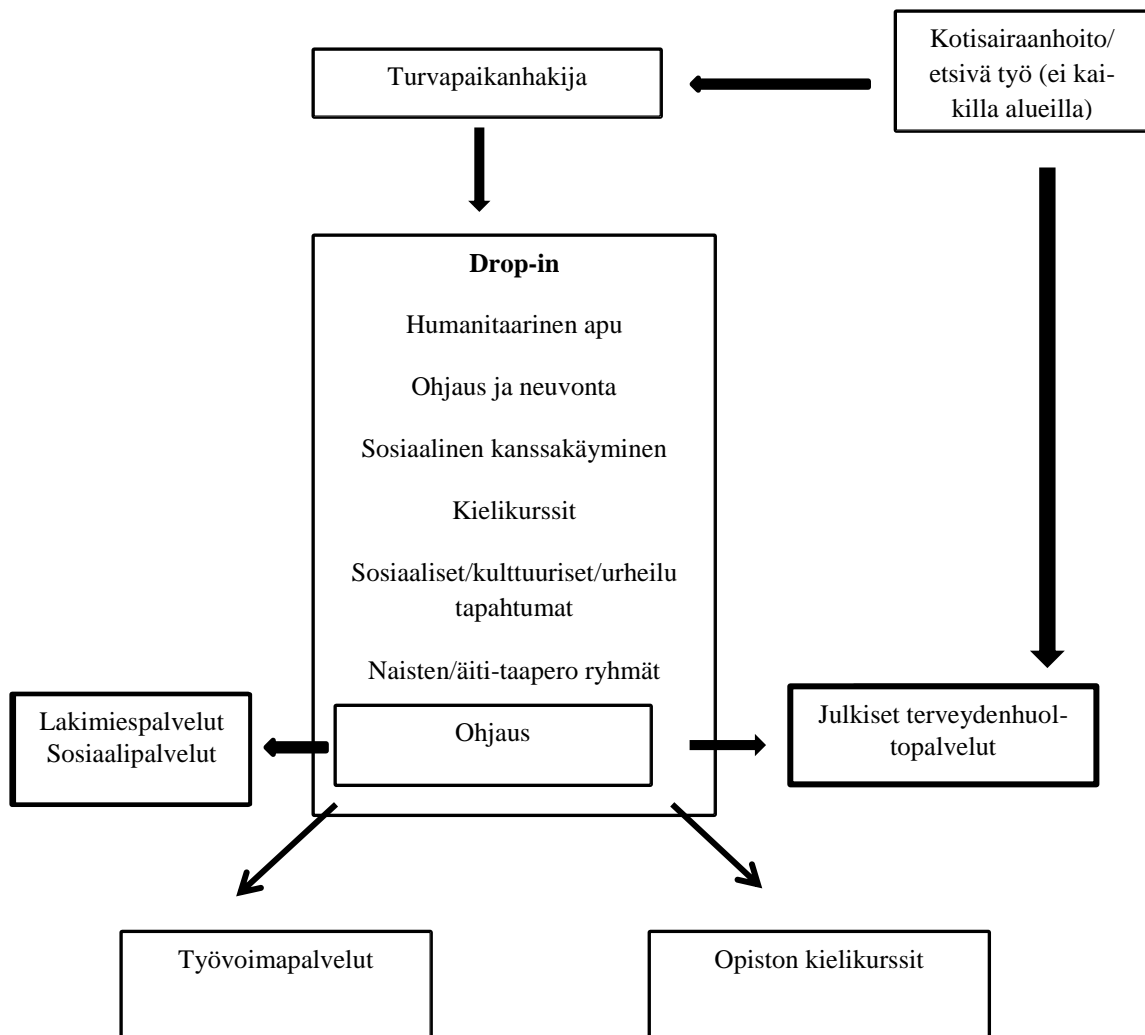 Turvapaikanhakija
Kotisairaanhoito/
etsivä työ (ei kai-
killa alueilla)
Drop-in
Humanitaarinen apu
Ohjaus ja neuvonta
Sosiaalinen kanssakäyminen
Kielikurssit
Sosiaaliset/kulttuuriset/urheilu
tapahtumat
Naisten/äiti-taapero ryhmät
Lakimiespalvelut
Sosiaalipalvelut
Ohjaus
Julkiset terveydenhuol-
topalvelut
Työvoimapalvelut
Opiston kielikurssit